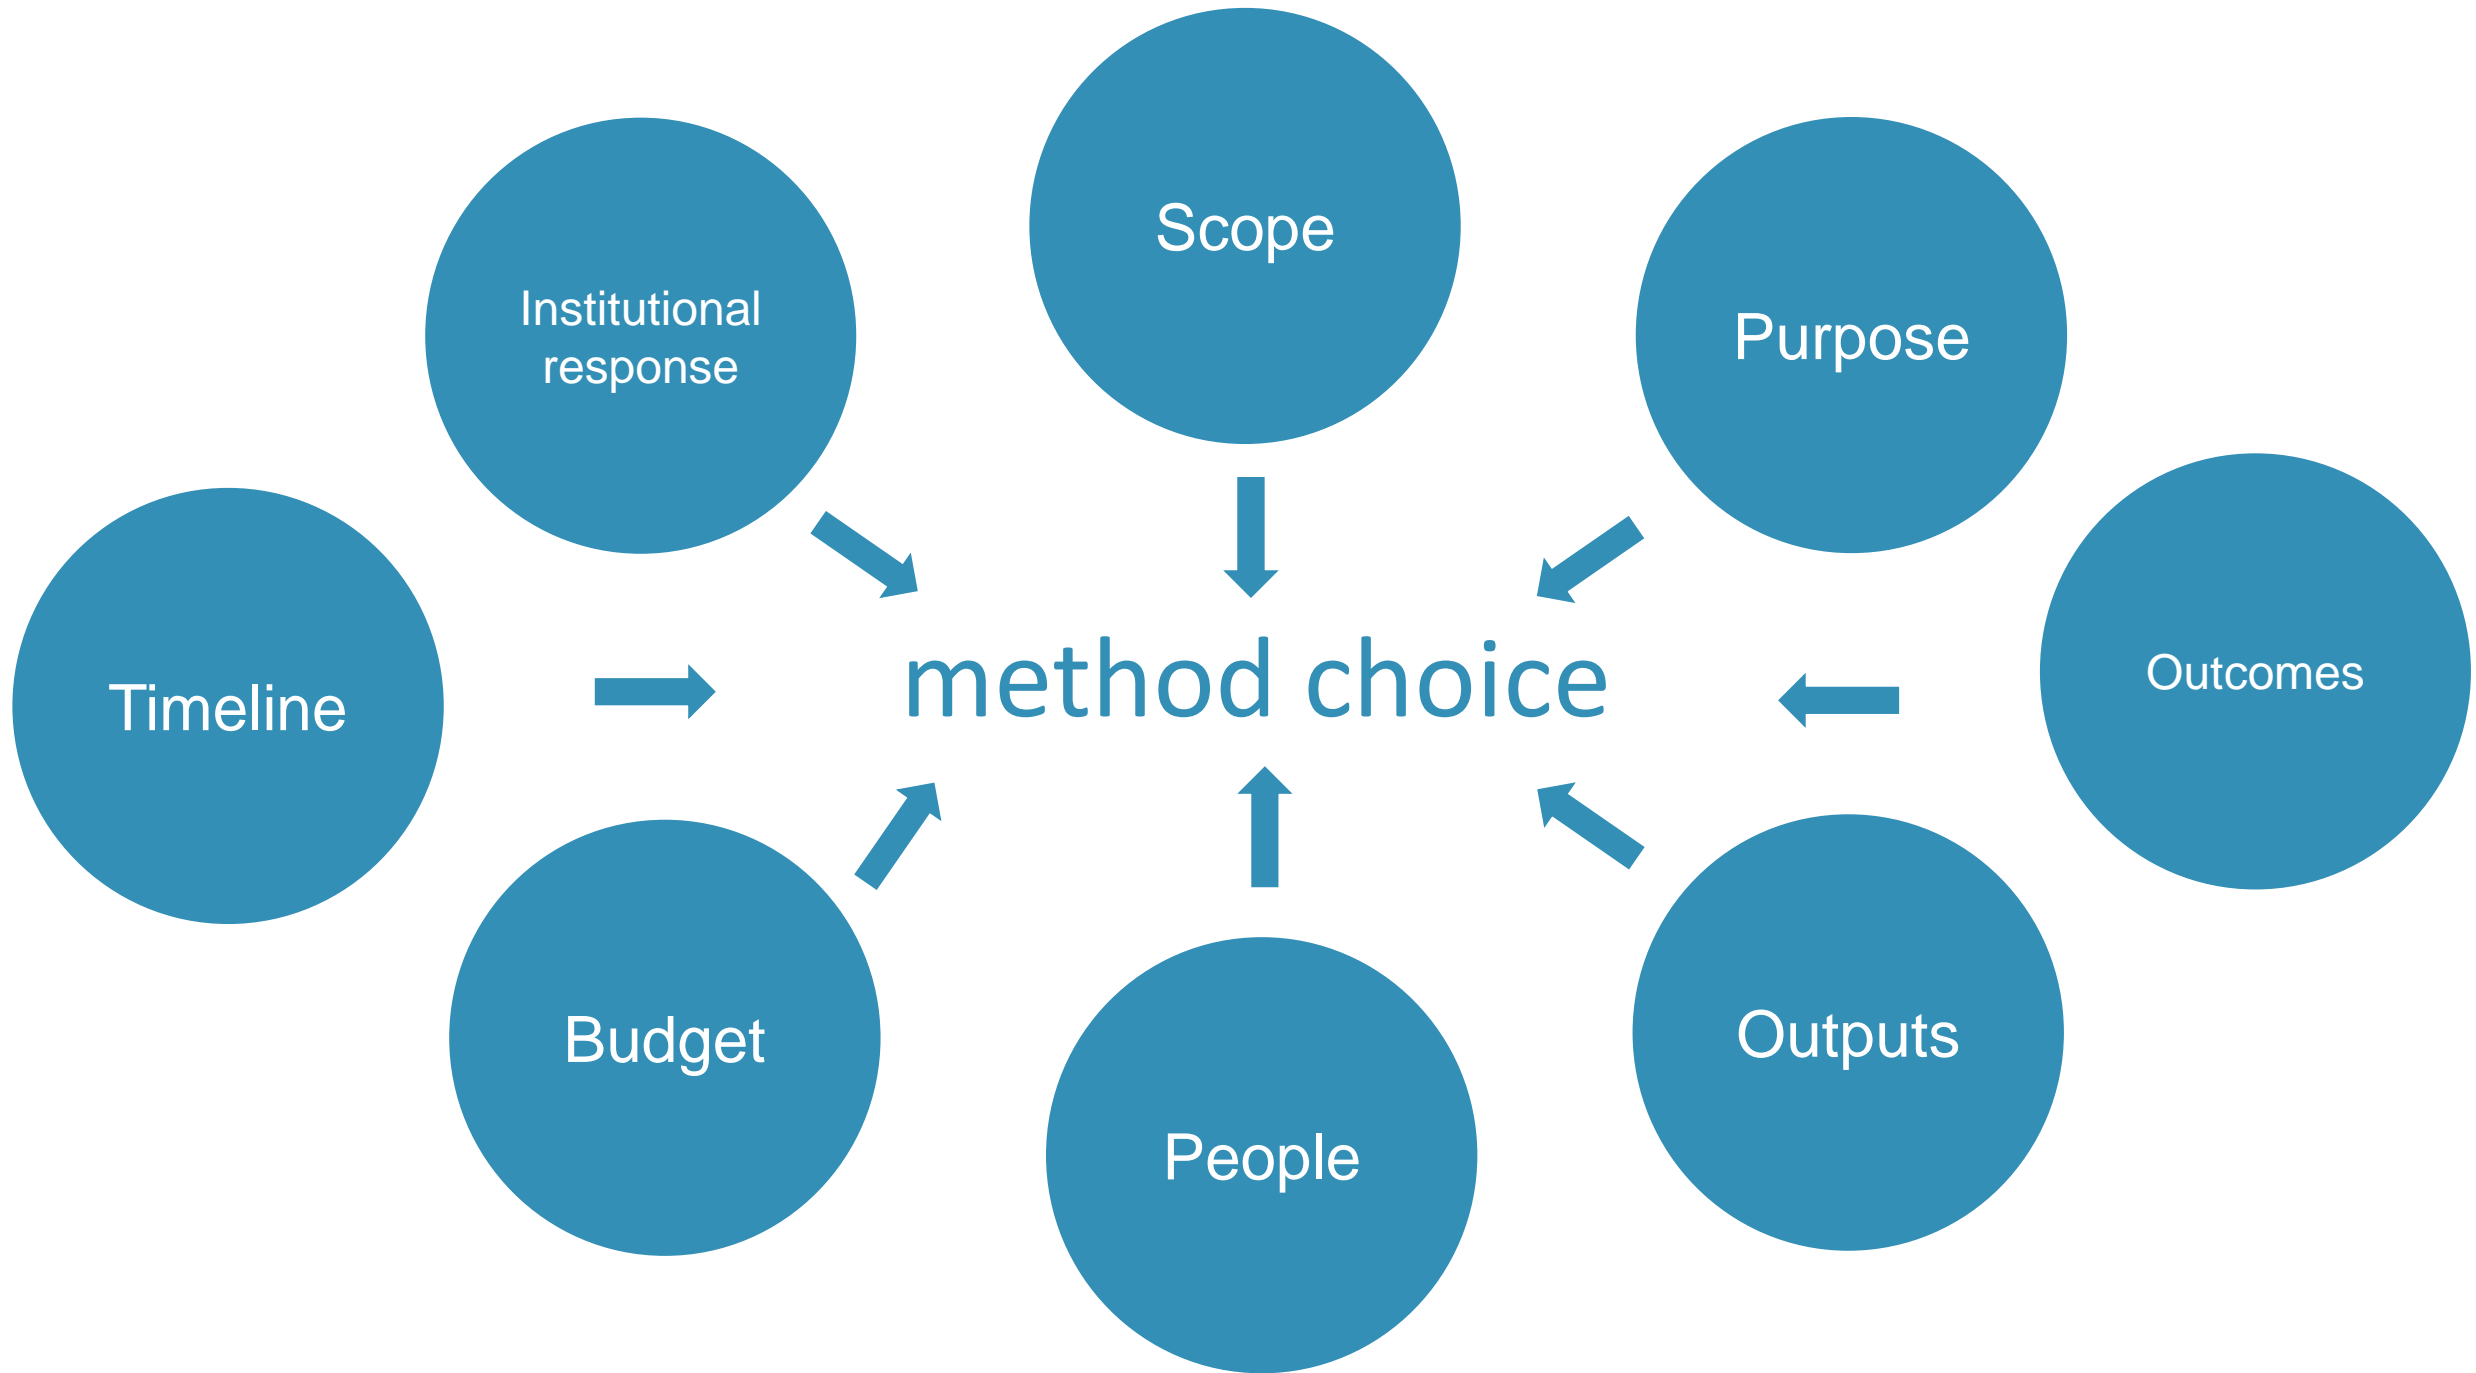 Scope
Institutional
response
Purpose
Timeline
method choice
Outcomes
Budget
Outputs
People